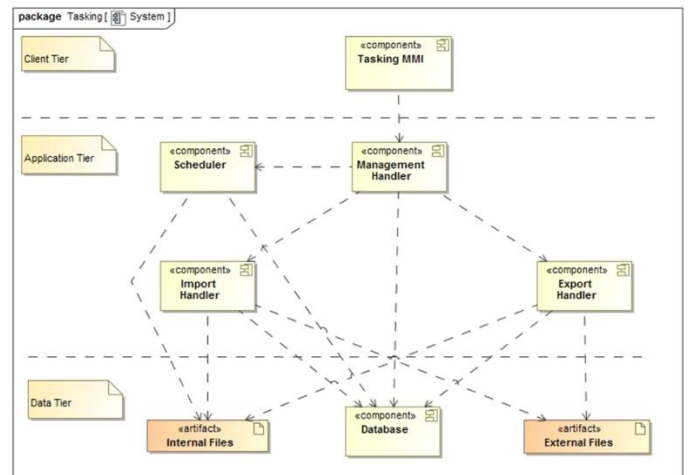 package Tasking [ System ]
Client Tier
«component»
Tasking MMI
Application Tier
«component»
Scheduler
«component»
Management
Handler
«component»
Import
Handler
«component»
Export
Handler
Data Tier
«artifact»
Internal Files
«component»
Database
«artifact»
External Files